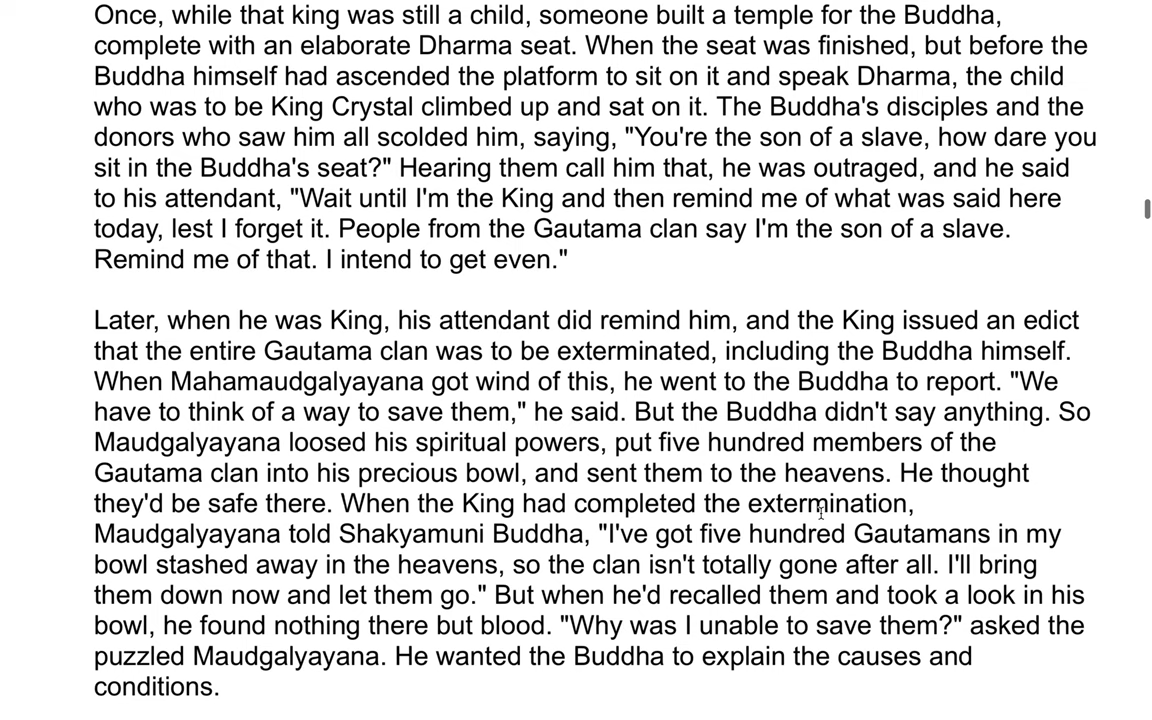 Once, while that king was still a child, someone built a temple for the Buddha,
complete with an elaborate Dharma seat. When the seat was finished, but before the
Buddha himself had ascended the platform to sit on it and speak Dharma, the child
who was to be King Crystal climbed up and sat on it. The Buddha's disciples and the
donors who saw him all scolded him, saying, "You're the son of a slave, how dare you
sit in the Buddha's seat?" Hearing them call him that, he was outraged, and he said
to his attendant, "Wait until I'm the King and then remind me of what was said here
today, lest I forget it. People from the Gautama clan say I'm the son of a slave.
Remind me of that. I intend to get even."
Later, when he was King, his attendant did remind him, and the King issued an edict
that the entire Gautama clan was to be exterminated, including the Buddha himself.
When Mahamaudgalyayana got wind of this, he went to the Buddha to report. "We
have to think of a way to save them," he said. But the Buddha didn't say anything. So
Maudgalyayana loosed his spiritual powers, put five hundred members of the
Gautama clan into his precious bowl, and sent them to the heavens. He thought
they'd be safe there. When the King had completed the extermination,
Maudgalyayana told Shakyamuni Buddha, "I've got five hundred Gautamans in my
bowl stashed away in the heavens, so the clan isn't totally gone after all. I'll bring
them down now and let them go." But when he'd recalled them and took a look in his
bowl, he found nothing there but blood. "Why was I unable to save them?" asked the
puzzled Maudgalyayana. He wanted the Buddha to explain the causes and
conditions.